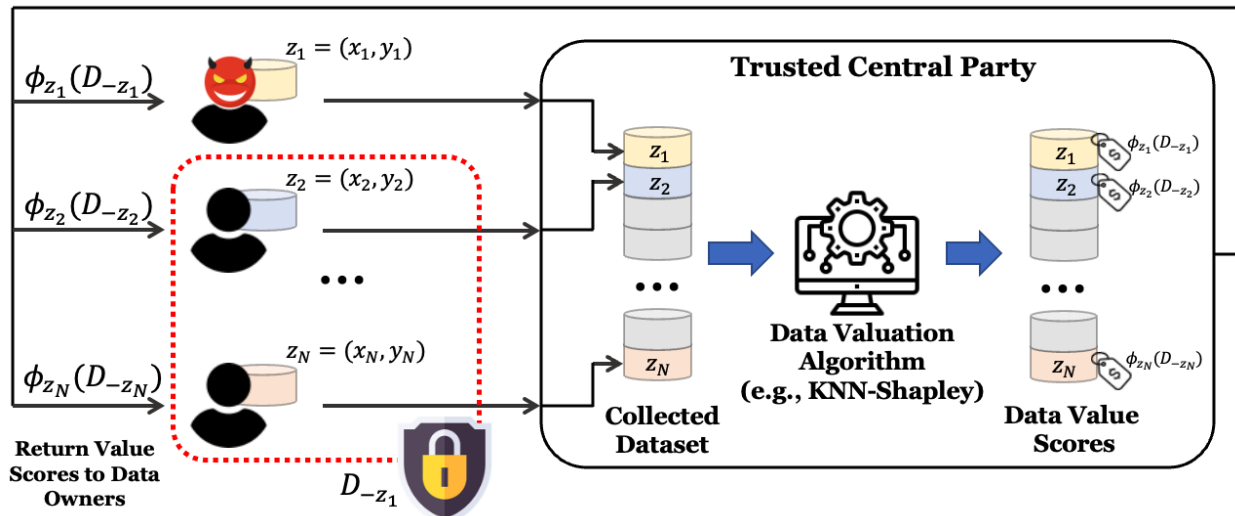 z₁ = (x₁, y₁)
ϕ_{z₁}(D_{−z₁})
z₂ = (x₂, y₂)
ϕ_{z₂}(D_{−z₂})
•••
z_N = (x_N, y_N)
ϕ_{z_N}(D_{−z_N})
Return Value
Scores to Data
Owners
D_{−z₁}
Trusted Central Party
z₁
z₂
•••
z_N
Collected
Dataset
Data Valuation
Algorithm
(e.g., KNN-Shapley)
z₁
$
ϕ_{z₁}(D_{−z₁})
z₂
$
ϕ_{z₂}(D_{−z₂})
•••
z_N
$
ϕ_{z_N}(D_{−z_N})
Data Value
Scores